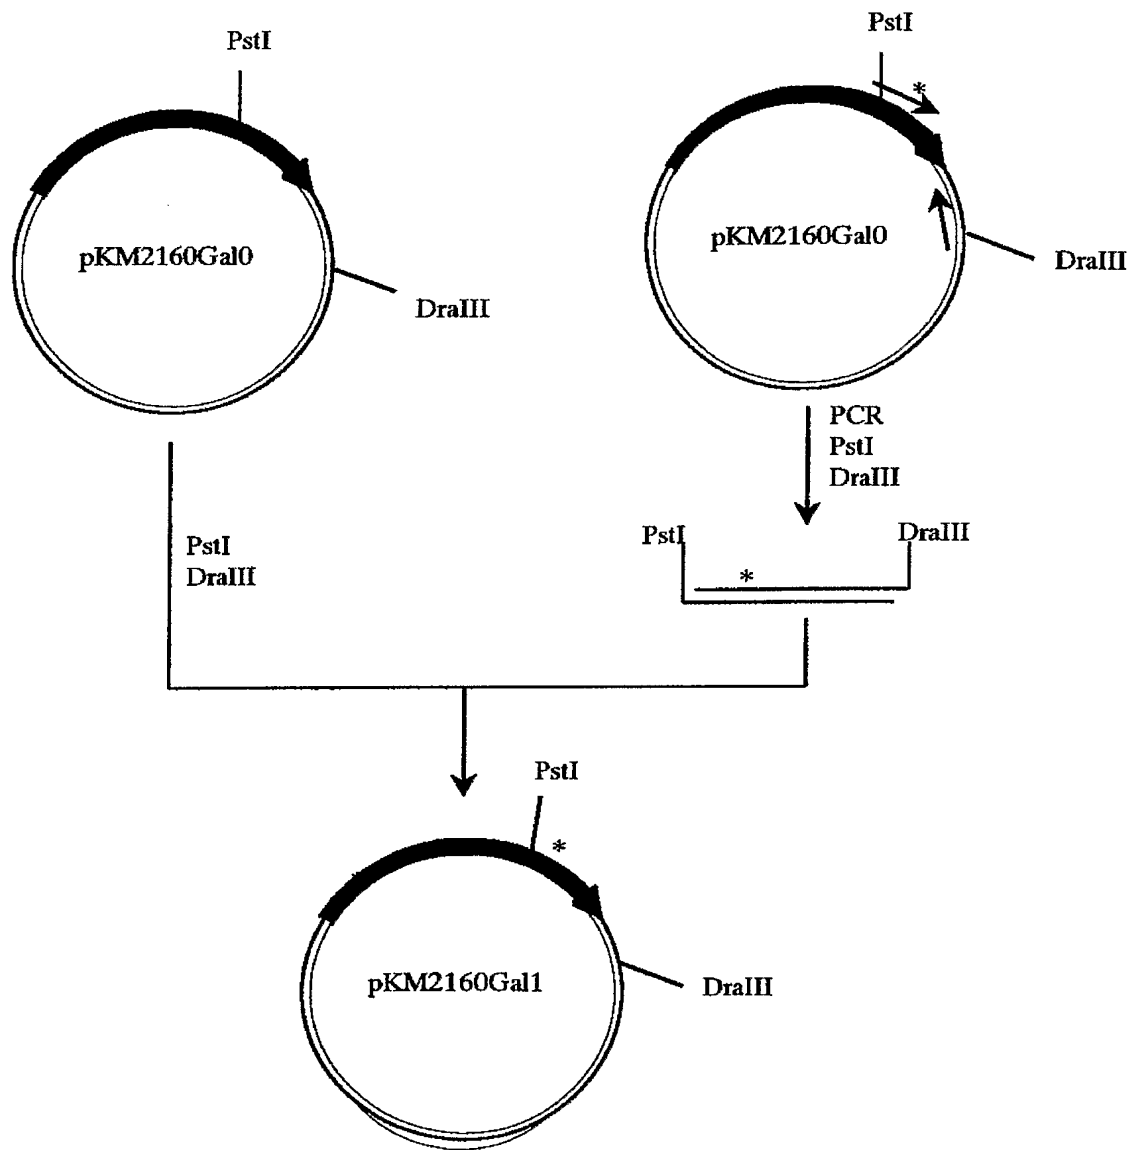 PstI
PstI
*
pKM2160Gal0
pKM2160Gal0
DraIII
DraIII
PCR
PstI
DraIII
PstI
DraIII
PstI
DraIII
*
PstI
*
pKM2160Gal1
DraIII